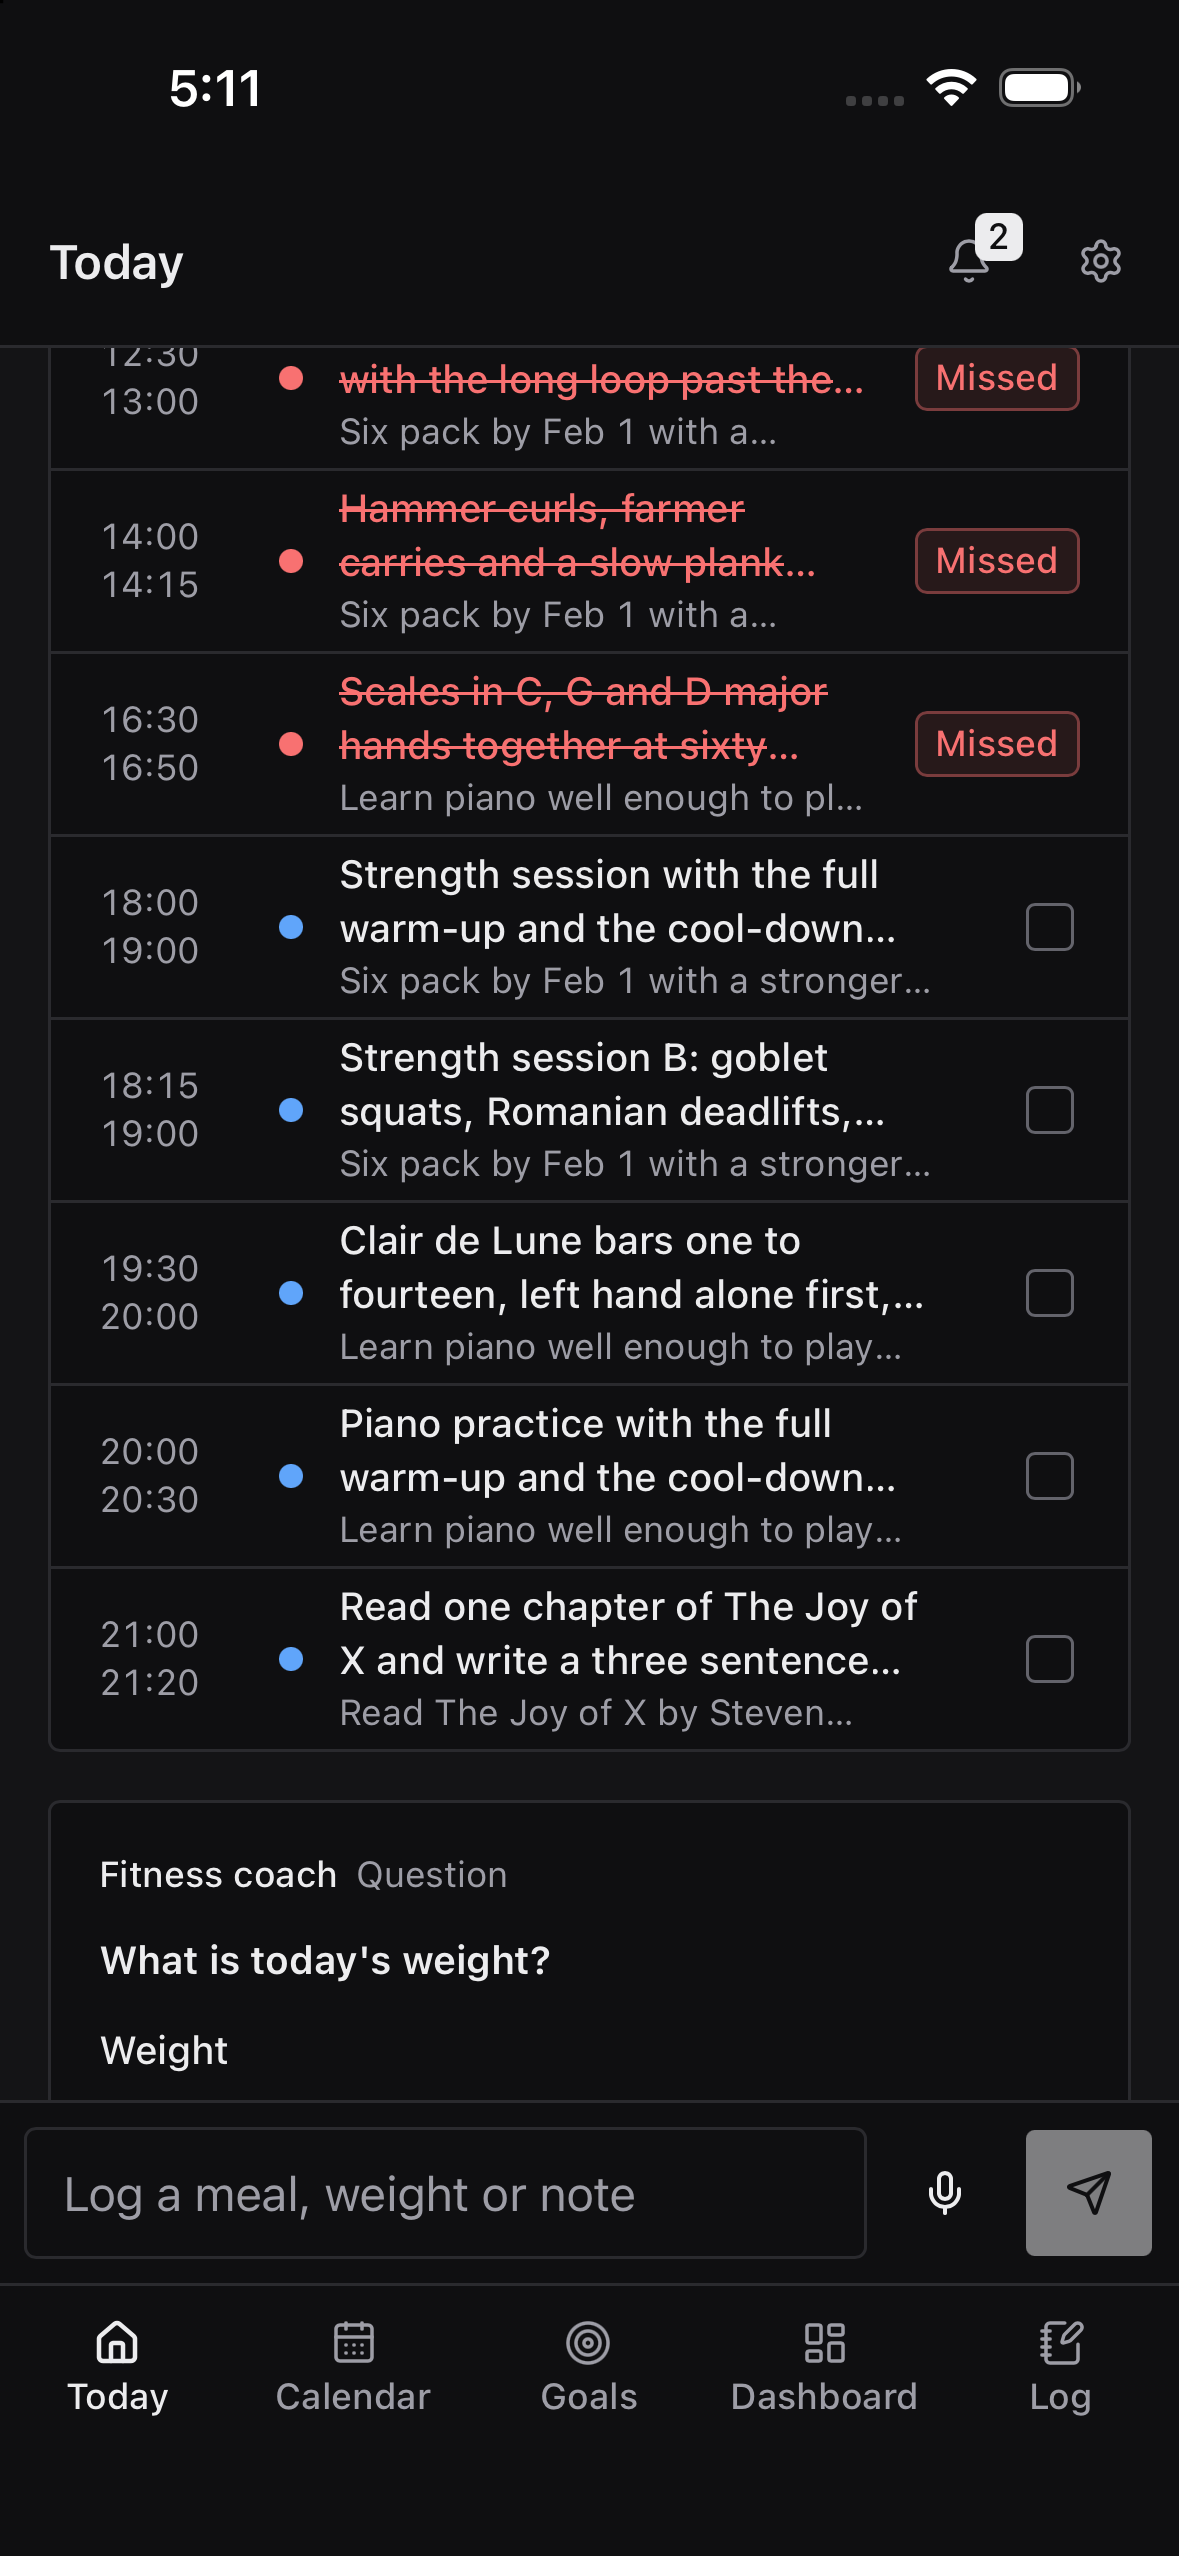 5:11
Today
2
12:30
13:00
with the long loop past the...
Six pack by Feb 1 with a...
Missed
14:00
14:15
Hammer curls, farmer
carries and a slow plank...
Six pack by Feb 1 with a...
Missed
16:30
16:50
Scales in C, G and D major
hands together at sixty...
Learn piano well enough to pl...
Missed
18:00
19:00
Strength session with the full
warm-up and the cool-down...
Six pack by Feb 1 with a stronger...
18:15
19:00
Strength session B: goblet
squats, Romanian deadlifts,...
Six pack by Feb 1 with a stronger...
19:30
20:00
Clair de Lune bars one to
fourteen, left hand alone first,...
Learn piano well enough to play...
20:00
20:30
Piano practice with the full
warm-up and the cool-down...
Learn piano well enough to play...
21:00
21:20
Read one chapter of The Joy of
X and write a three sentence...
Read The Joy of X by Steven...
Fitness coach Question
What is today's weight?
Weight
Log a meal, weight or note
Today Calendar Goals Dashboard Log